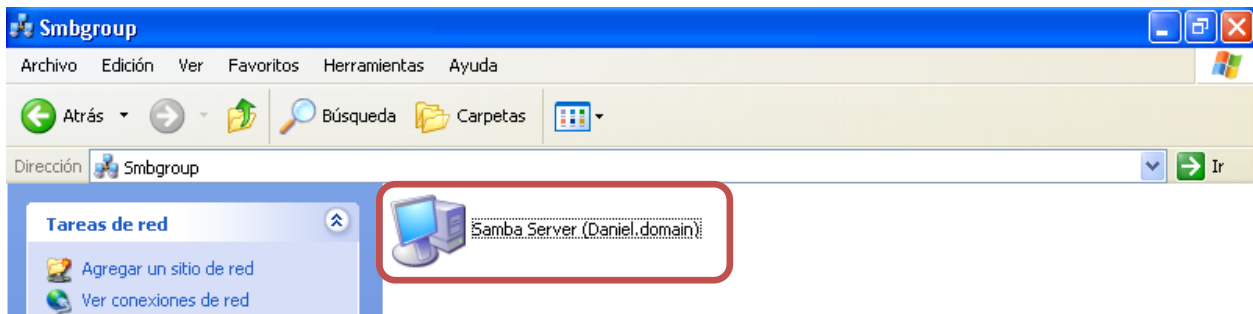 Smbgroup
Archivo Edición Ver Favoritos Herramientas Ayuda
Atrás Búsqueda Carpetas
Dirección Smbgroup Ir
Tareas de red
Samba Server (Daniel.domain)
Agregar un sitio de red
Ver conexiones de red